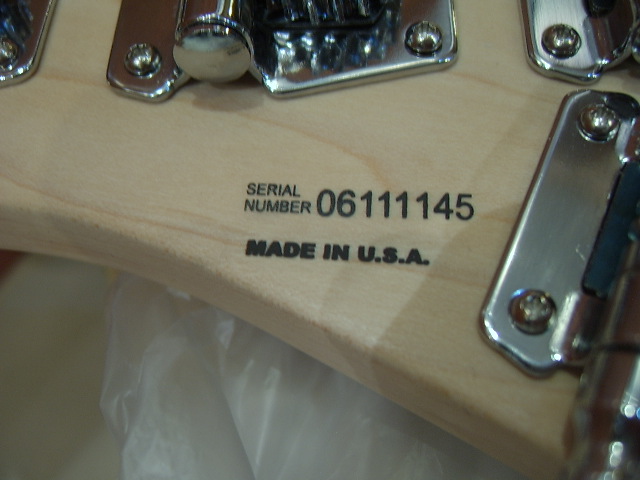 SERIAL
NUMBER 06111145
MADE IN U.S.A.